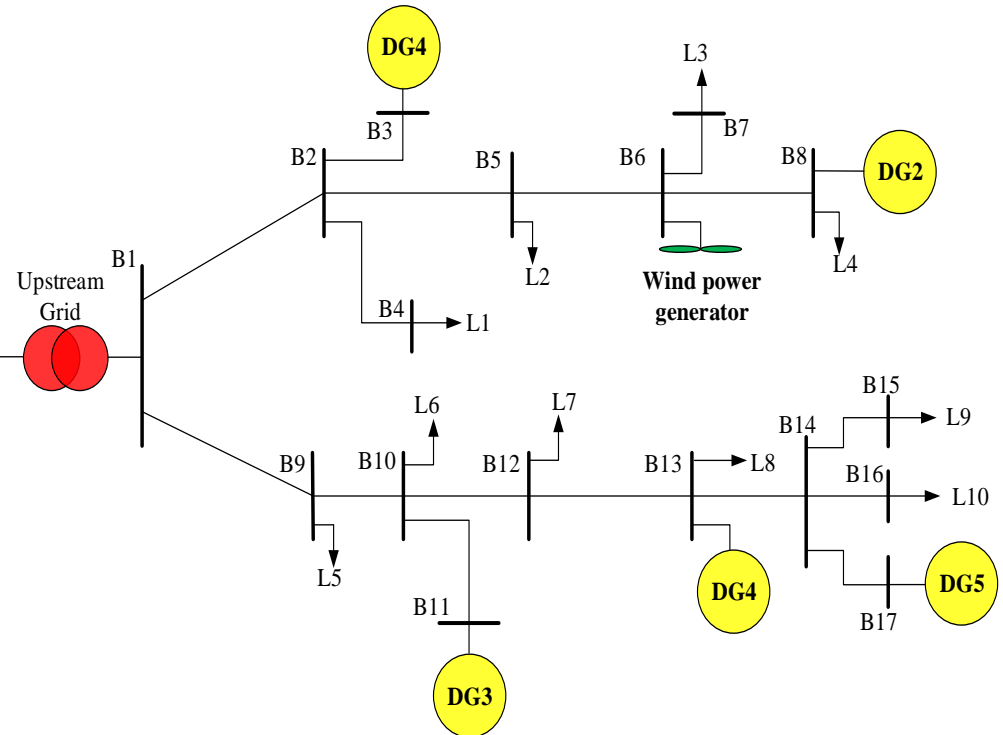 DG4
L3
B3
B7
B2
B5
B6
B8
DG2
B1
L2
L4
Upstream
Grid
Wind power
generator
B4
L1
B15
L6
L7
L9
B14
B9
B10
B12
B13
L8
B16
L10
L5
DG4
DG5
B11
B17
DG3